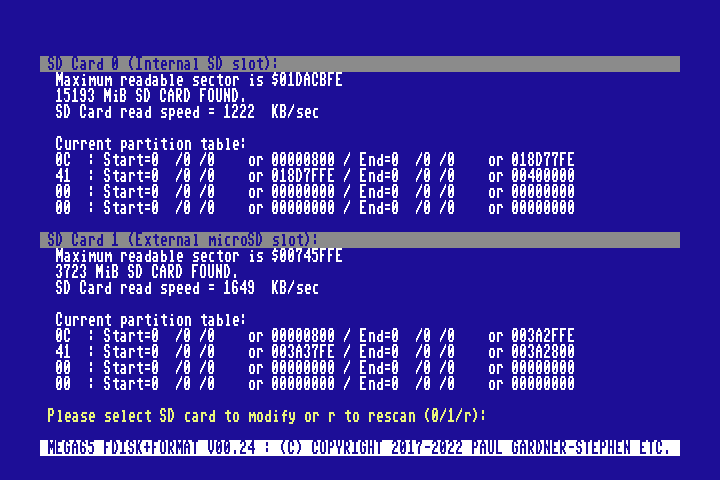 SD Card 0 (Internal SD slot):
Maximum readable sector is $01DACBFE
15193 MiB SD CARD FOUND.
SD Card read speed = 1222  KB/sec
Current partition table:
0C  : Start=0  /0 /0    or 00000800 / End=0  /0 /0    or 018D77FE
41  : Start=0  /0 /0    or 018D7FFE / End=0  /0 /0    or 00400000
00  : Start=0  /0 /0    or 00000000 / End=0  /0 /0    or 00000000
00  : Start=0  /0 /0    or 00000000 / End=0  /0 /0    or 00000000
SD Card 1 (External microSD slot):
Maximum readable sector is $00745FFE
3723 MiB SD CARD FOUND.
SD Card read speed = 1649  KB/sec
Current partition table:
0C  : Start=0  /0 /0    or 00000800 / End=0  /0 /0    or 003A2FFE
41  : Start=0  /0 /0    or 003A37FE / End=0  /0 /0    or 003A2800
00  : Start=0  /0 /0    or 00000000 / End=0  /0 /0    or 00000000
00  : Start=0  /0 /0    or 00000000 / End=0  /0 /0    or 00000000
Please select SD card to modify or r to rescan (0/1/r):
MEGA65 FDISK+FORMAT V00.24 : (C) COPYRIGHT 2017-2022 PAUL GARDNER-STEPHEN ETC.